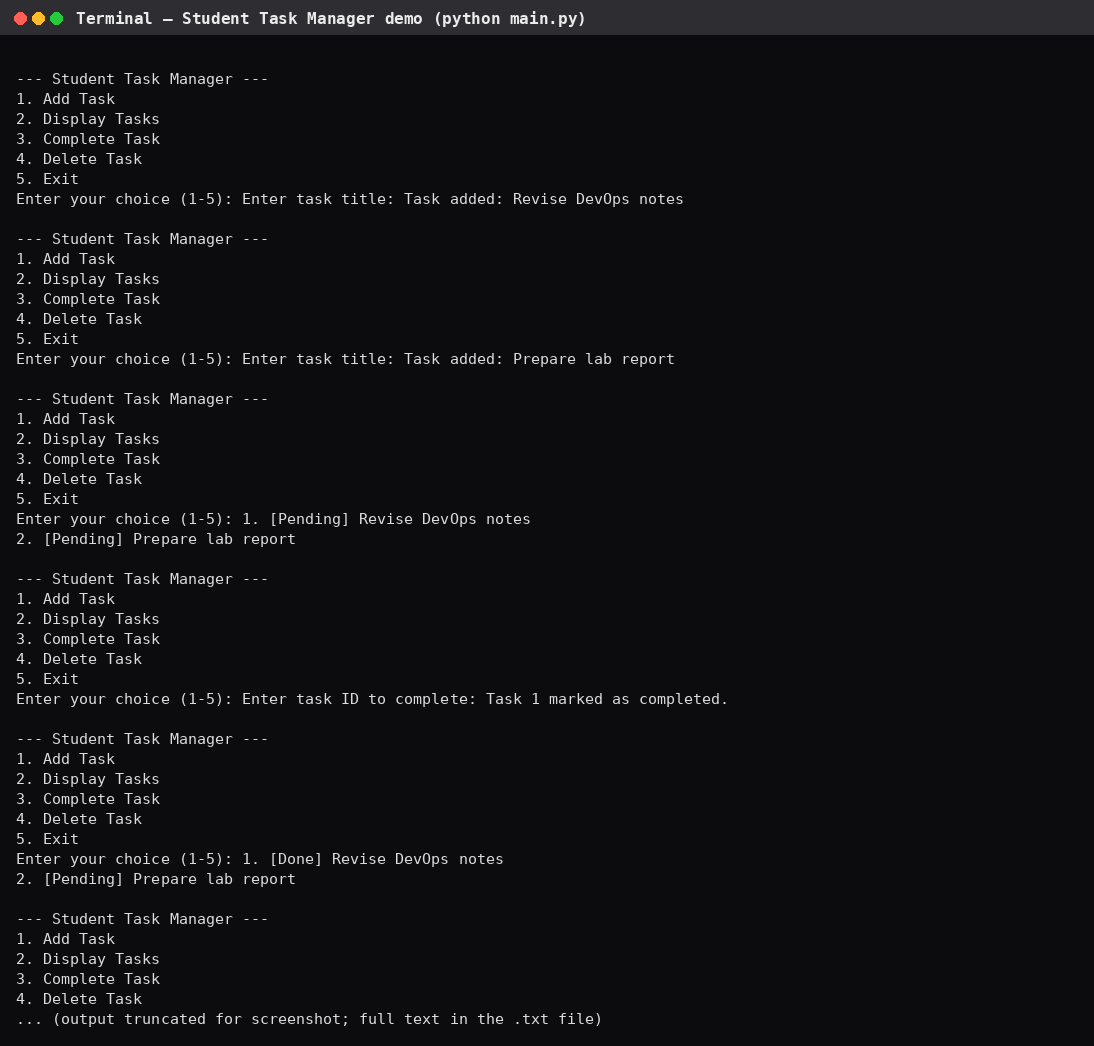 Terminal — Student Task Manager demo (python main.py)
--- Student Task Manager ---
1. Add Task
2. Display Tasks
3. Complete Task
4. Delete Task
5. Exit
Enter your choice (1-5): Enter task title: Task added: Revise DevOps notes
--- Student Task Manager ---
1. Add Task
2. Display Tasks
3. Complete Task
4. Delete Task
5. Exit
Enter your choice (1-5): Enter task title: Task added: Prepare lab report
--- Student Task Manager ---
1. Add Task
2. Display Tasks
3. Complete Task
4. Delete Task
5. Exit
Enter your choice (1-5): 1. [Pending] Revise DevOps notes
2. [Pending] Prepare lab report
--- Student Task Manager ---
1. Add Task
2. Display Tasks
3. Complete Task
4. Delete Task
5. Exit
Enter your choice (1-5): Enter task ID to complete: Task 1 marked as completed.
--- Student Task Manager ---
1. Add Task
2. Display Tasks
3. Complete Task
4. Delete Task
5. Exit
Enter your choice (1-5): 1. [Done] Revise DevOps notes
2. [Pending] Prepare lab report
--- Student Task Manager ---
1. Add Task
2. Display Tasks
3. Complete Task
4. Delete Task
... (output truncated for screenshot; full text in the .txt file)